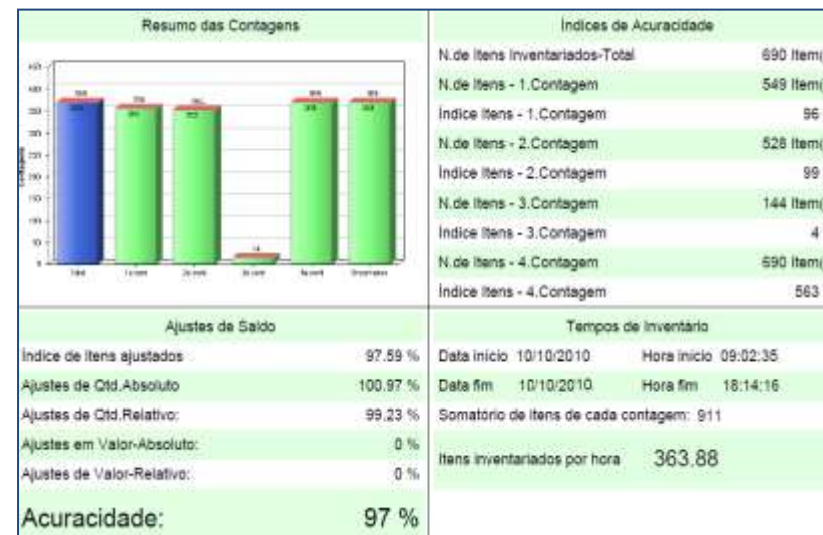 Resumo das Contagens
Contagens
14
Total
Ajustes de Saldo
Índice de itens ajustados 97.59 %
Ajustes de Qtd.Absoluto 100.97 %
Ajustes de Qtd.Relativo: 99.23 %
Ajustes em Valor-Absoluto: 0 %
Ajustes de Valor-Relativo: 0 %
Acuracidade: 97 %
Índices de Acuracidade
N.de Itens Inventariados-Total 690 Item(
N.de Itens - 1.Contagem 549 Item(
Índice Itens - 1.Contagem 96
N.de Itens - 2.Contagem 528 Item(
Índice Itens - 2.Contagem 99
N.de Itens - 3.Contagem 144 Item(
Índice Itens - 3.Contagem 4
N.de Itens - 4.Contagem 690 Item(
Índice Itens - 4.Contagem 563
Tempos de Inventário
Data início 10/10/2010 Hora início 09:02:35
Data fim 10/10/2010 Hora fim 18:14:16
Somatório de itens de cada contagem: 911
Itens inventariados por hora 363.88